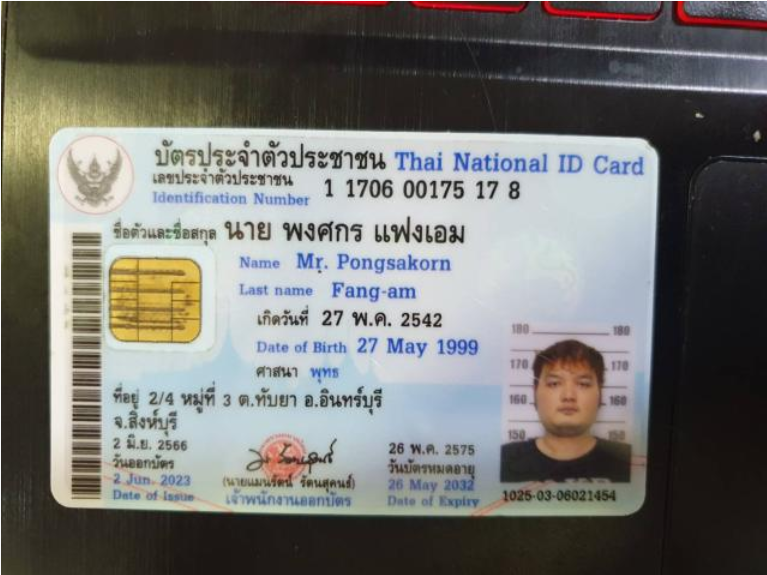 บัตรประจำตัวประชาชน Thai National ID Card
เลขประจำตัวประชาชน
Identification Number 1 1706 00175 17 8
ชื่อตัวและชื่อสกุล นาย พงศกร แฟงเอม
Name Mr. Pongsakorn
Last name Fang-am
เกิดวันที่ 27 พ.ค. 2542
Date of Birth 27 May 1999
ศาสนา พุทธ
ที่อยู่ 2/4 หมู่ที่ 3 ต.ทับยา อ.อินทร์บุรี
จ.สิงห์บุรี
2 มิ.ย. 2566
วันออกบัตร
2 Jun. 2023
Date of Issue
(นายแมนรัตน์ รัตนสุคนธ์)
เจ้าพนักงานออกบัตร
26 พ.ค. 2575
วันบัตรหมดอายุ
26 May 2032
Date of Expiry
180 180
170 170
160 160
150 150
1025-03-06021454